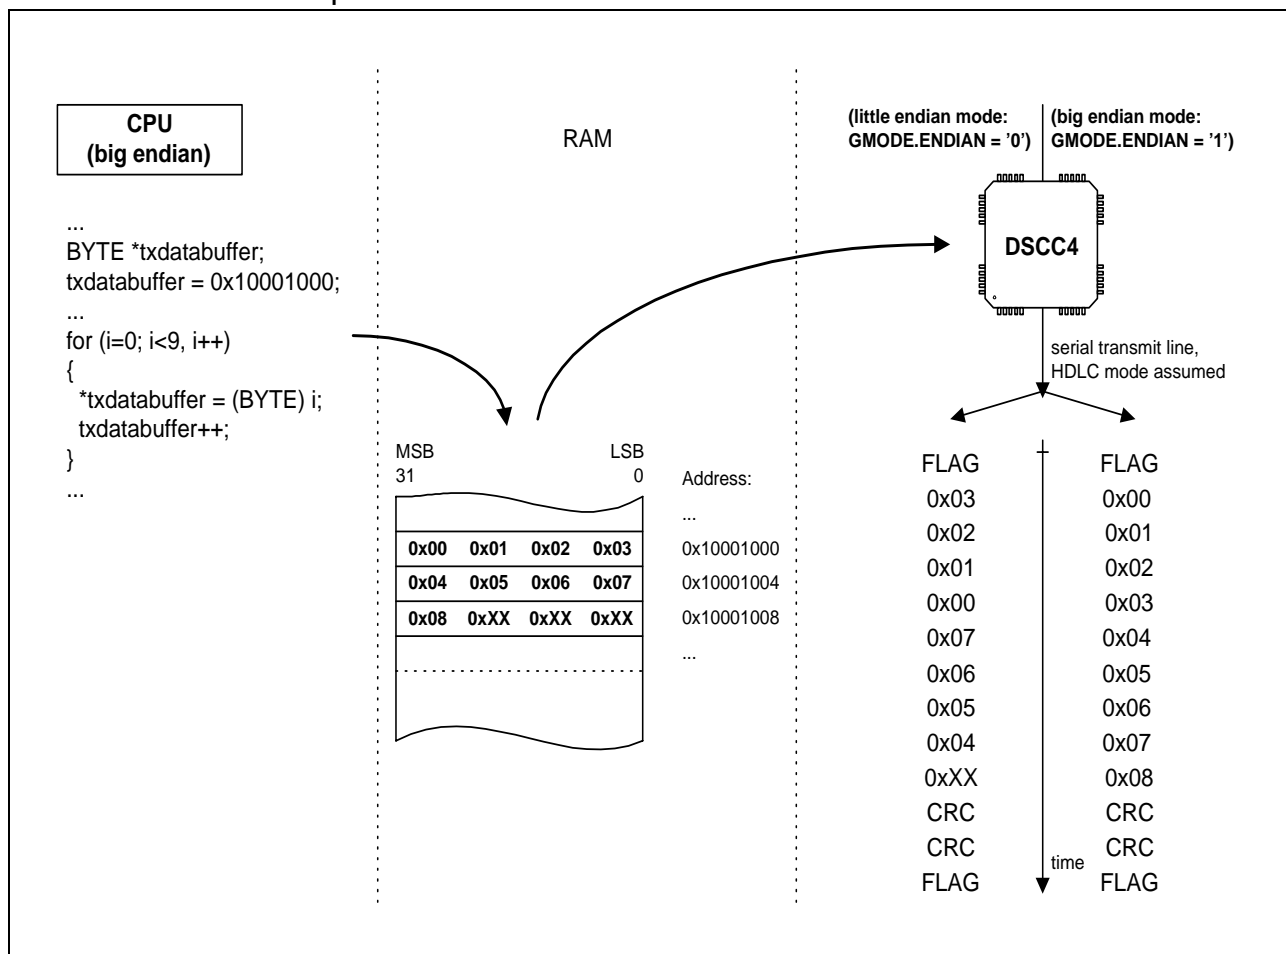 CPU
(big endian)
...
BYTE *txdatabuffer;
txdatabuffer = 0x10001000;
...
for (i=0; i<9, i++)
{
*txdatabuffer = (BYTE) i;
txdatabuffer++;
}
...
RAM
MSB LSB
31 0
Address:
...
0x00 0x01 0x02 0x03 0x10001000
0x04 0x05 0x06 0x07 0x10001004
0x08 0xXX 0xXX 0xXX 0x10001008
...
(little endian mode:
GMODE.ENDIAN = '0')
(big endian mode:
GMODE.ENDIAN = '1')
DSCC4
serial transmit line,
HDLC mode assumed
FLAG FLAG
0x03 0x00
0x02 0x01
0x01 0x02
0x00 0x03
0x07 0x04
0x06 0x05
0x05 0x06
0x04 0x07
0xXX 0x08
CRC CRC
CRC CRC
time
FLAG FLAG